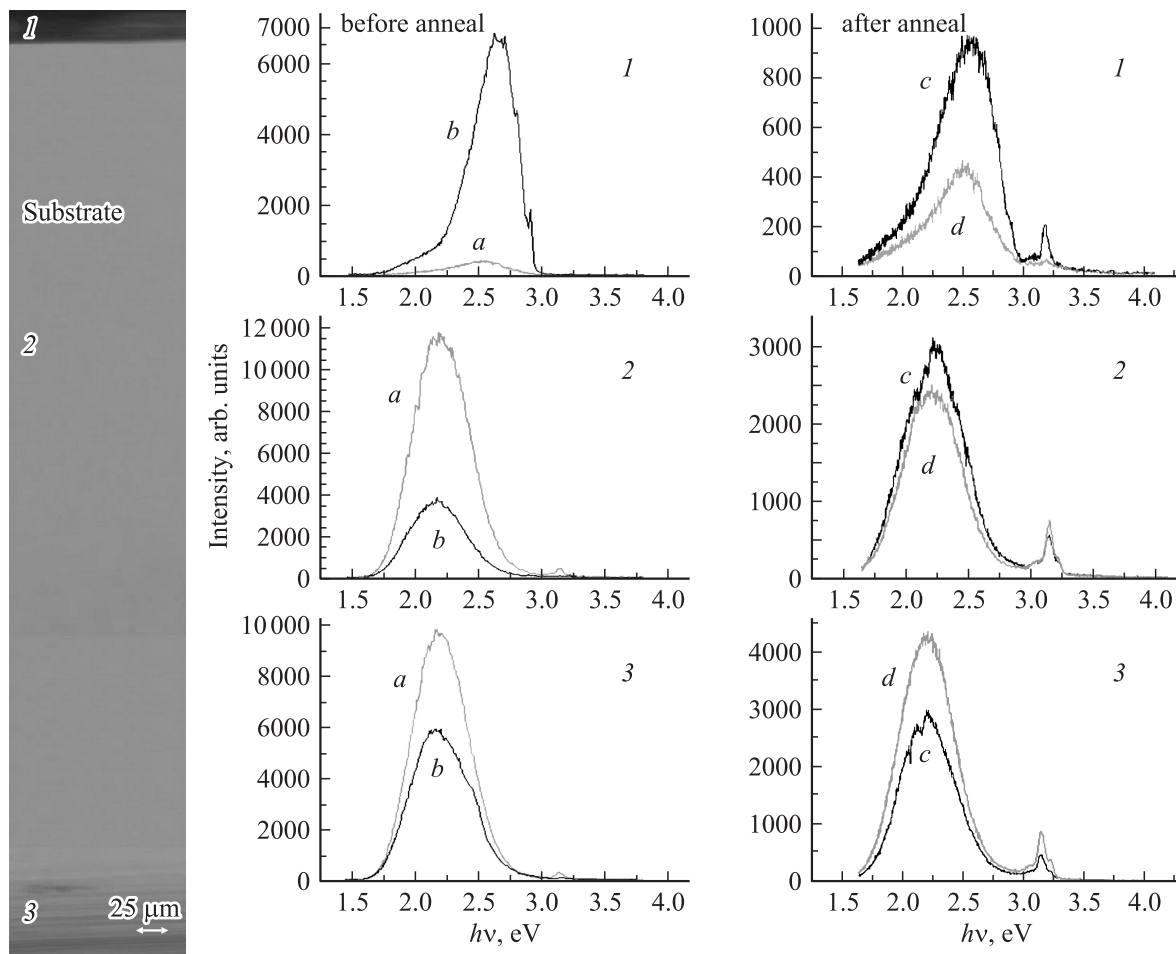 1
Substrate
2
3
25 μm
Intensity, arb. units
before anneal
1
7000
6000
4000
2000
0
b
a
1.5 2.0 2.5 3.0 3.5 4.0
after anneal
1
1000
800
600
400
200
0
c
d
1.5 2.0 2.5 3.0 3.5 4.0
2
12 000
10 000
8000
6000
4000
2000
0
a
b
1.5 2.0 2.5 3.0 3.5 4.0
2
3000
2000
1000
0
c
d
1.5 2.0 2.5 3.0 3.5 4.0
3
10 000
8000
6000
4000
2000
0
a
b
1.5 2.0 2.5 3.0 3.5 4.0
hν, eV
3
4000
3000
2000
1000
0
d
c
1.5 2.0 2.5 3.0 3.5 4.0
hν, eV